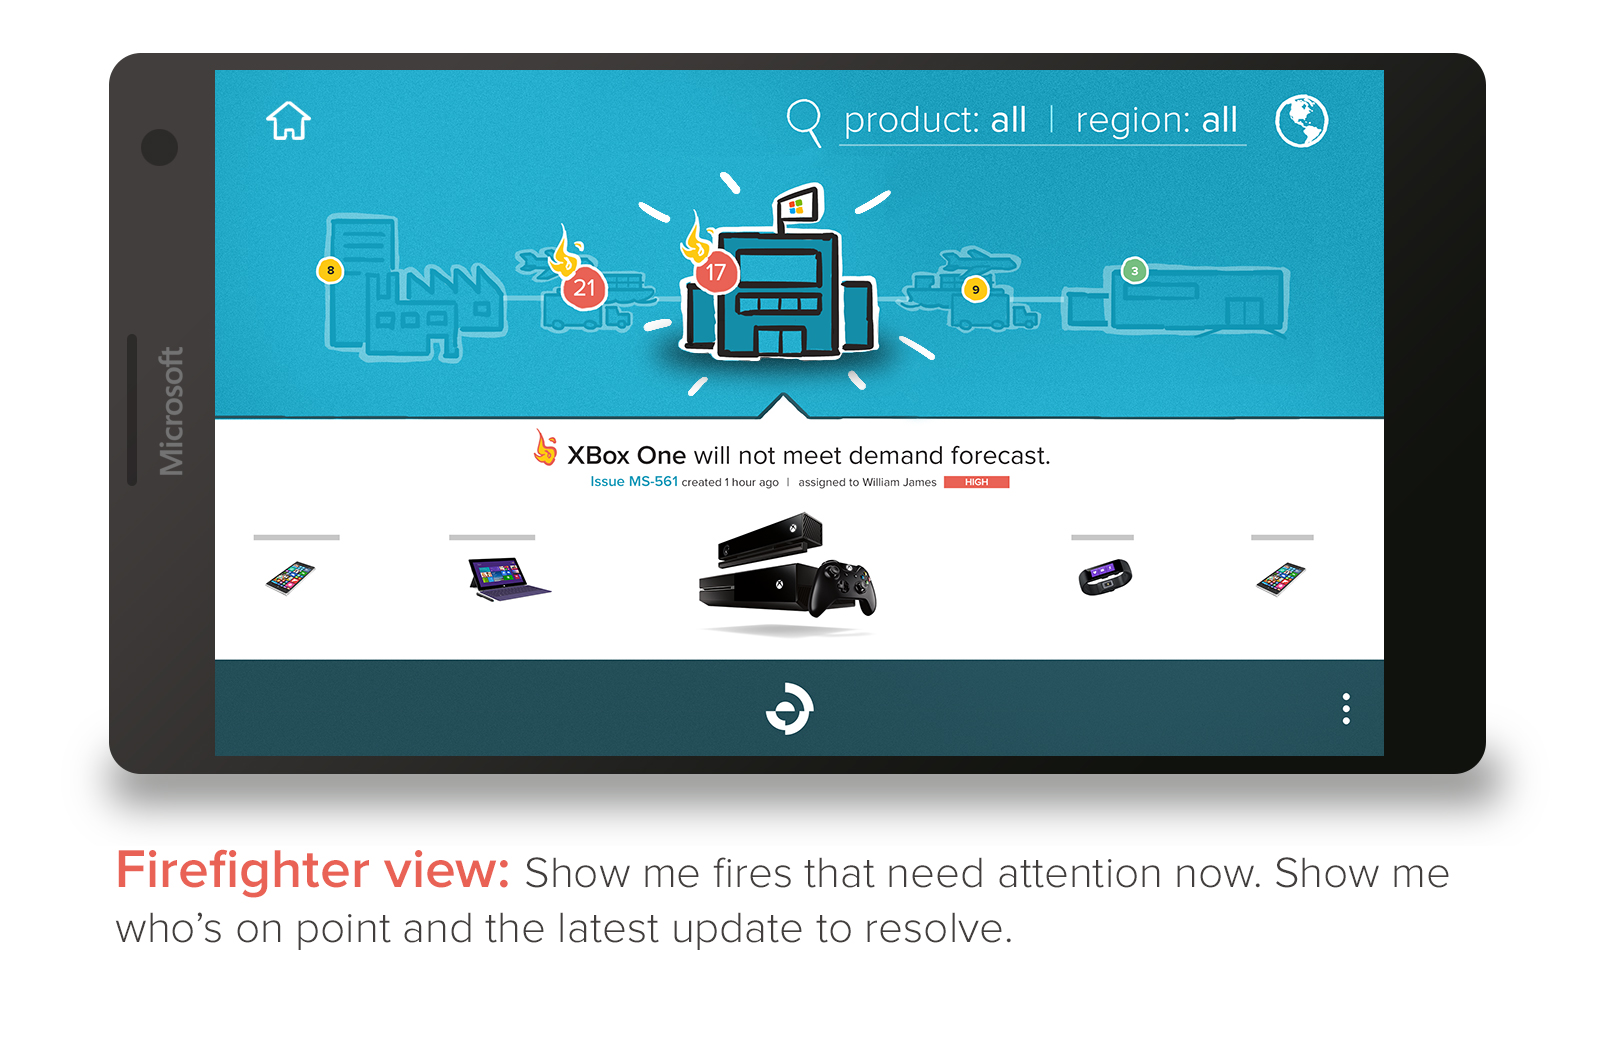 product: all | region: all
17
21
8
3
9
Microsoft
XBox One will not meet demand forecast.
Issue MS-561 created 1 hour ago | assigned to William James HIGH
Firefighter view: Show me fires that need attention now. Show me
who's on point and the latest update to resolve.